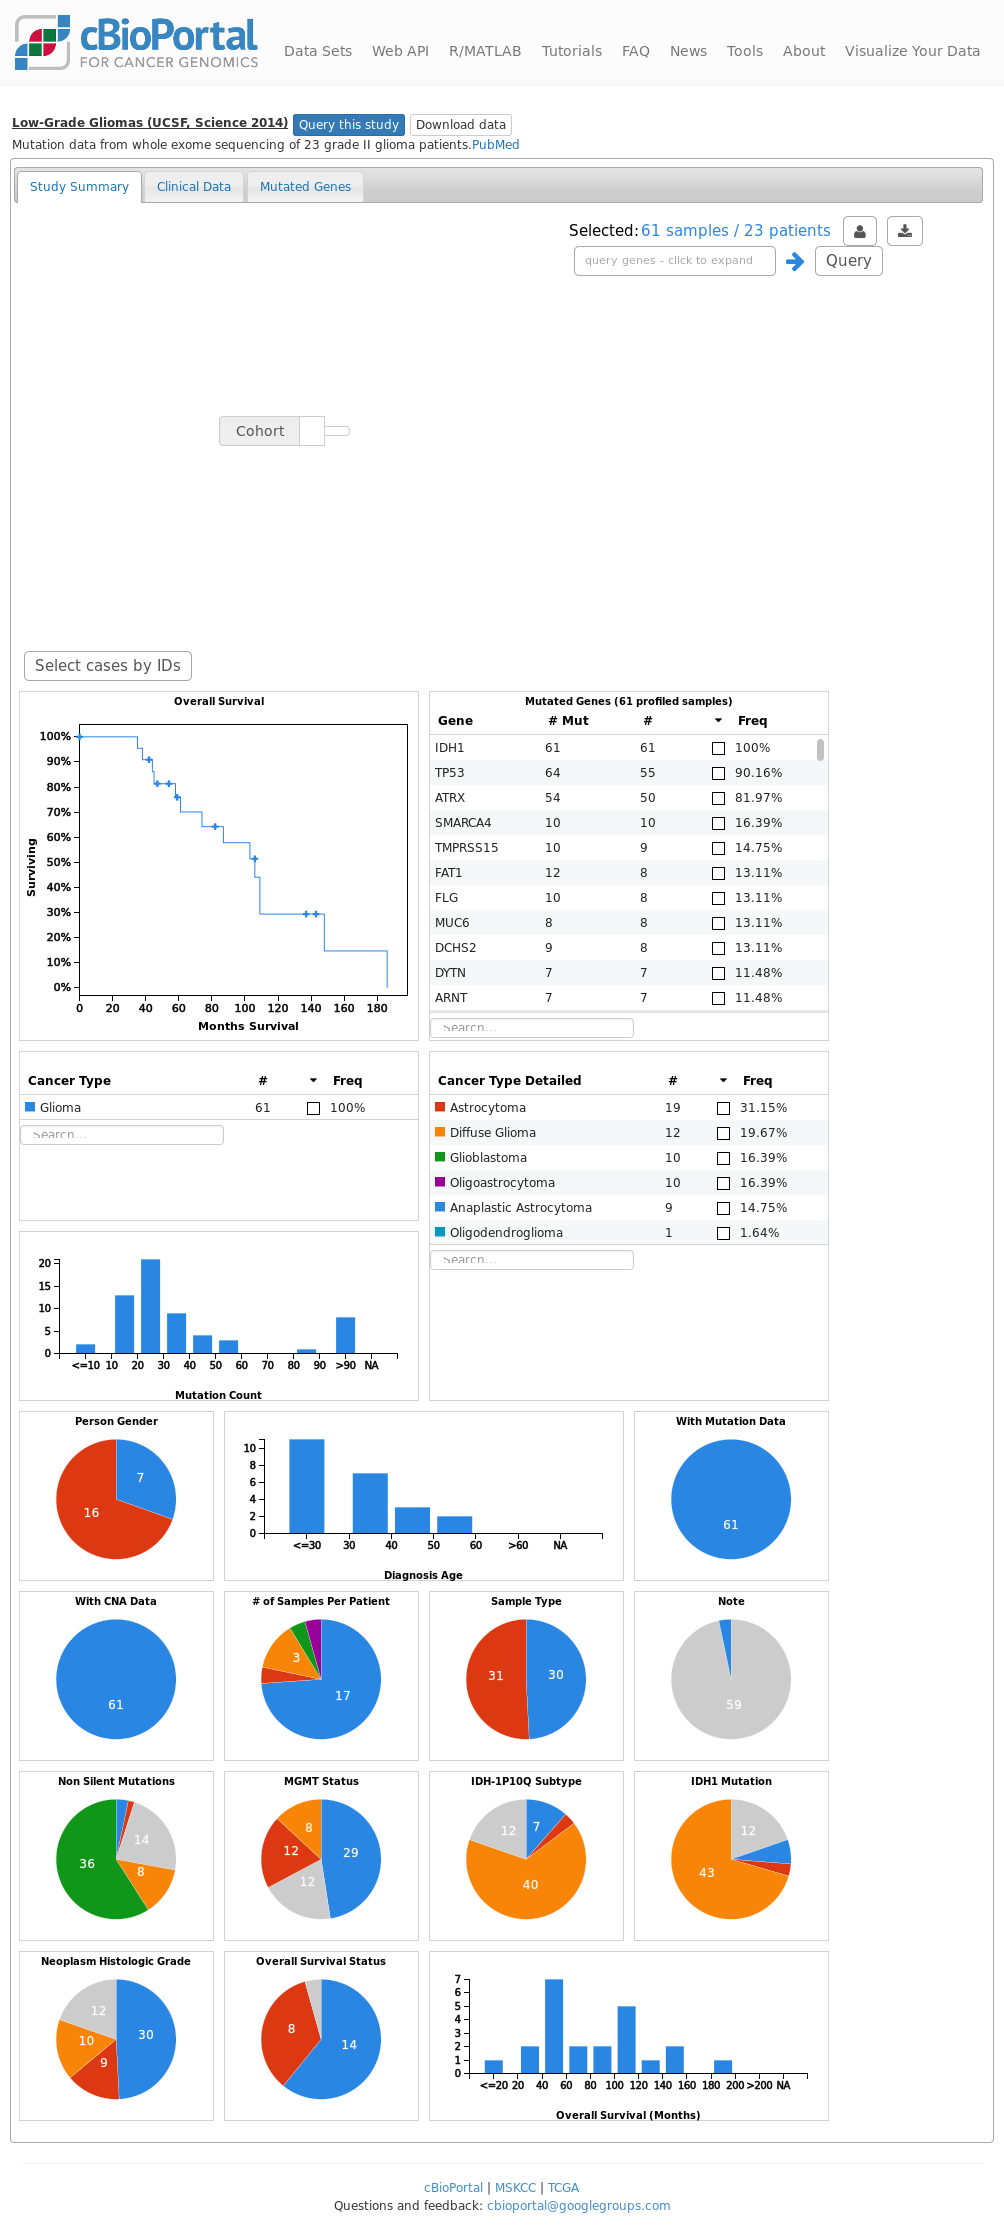 cBioPortal
FOR CANCER GENOMICS
Data Sets Web API R/MATLAB Tutorials FAQ News Tools About Visualize Your Data
Low-Grade Gliomas (UCSF, Science 2014) Query this study Download data
Mutation data from whole exome sequencing of 23 grade II glioma patients.PubMed
Study Summary Clinical Data Mutated Genes
Selected: 61 samples / 23 patients
query genes - click to expand Query
Cohort
Select cases by IDs
Overall Survival
100%
90%
80%
70%
60%
50%
40%
30%
20%
10%
0%
Surviving
0 20 40 60 80 100 120 140 160 180
Months Survival
Mutated Genes (61 profiled samples)
Gene # Mut # Freq
IDH1 61 61 100%
TP53 64 55 90.16%
ATRX 54 50 81.97%
SMARCA4 10 10 16.39%
TMPRSS15 10 9 14.75%
FAT1 12 8 13.11%
FLG 10 8 13.11%
MUC6 8 8 13.11%
DCHS2 9 8 13.11%
DYTN 7 7 11.48%
ARNT 7 7 11.48%
Search...
Cancer Type # Freq
Glioma 61 100%
Search...
Cancer Type Detailed # Freq
Astrocytoma 19 31.15%
Diffuse Glioma 12 19.67%
Glioblastoma 10 16.39%
Oligoastrocytoma 10 16.39%
Anaplastic Astrocytoma 9 14.75%
Oligodendroglioma 1 1.64%
Search...
20
15
10
5
0
<=10 10 20 30 40 50 60 70 80 90 >90 NA
Mutation Count
Person Gender
7
16
10
8
6
4
2
0
<=30 30 40 50 60 >60 NA
Diagnosis Age
With Mutation Data
61
With CNA Data
61
# of Samples Per Patient
3
17
Sample Type
31 30
Note
59
Non Silent Mutations
14
36
8
MGMT Status
8
12 29
12
IDH-1P10Q Subtype
12 7
40
IDH1 Mutation
12
43
Neoplasm Histologic Grade
12
30
10
9
Overall Survival Status
8
14
7
6
5
4
3
2
1
0
<=20 20 40 60 80 100 120 140 160 180 200 >200 NA
Overall Survival (Months)
cBioPortal | MSKCC | TCGA
Questions and feedback: cbioportal@googlegroups.com